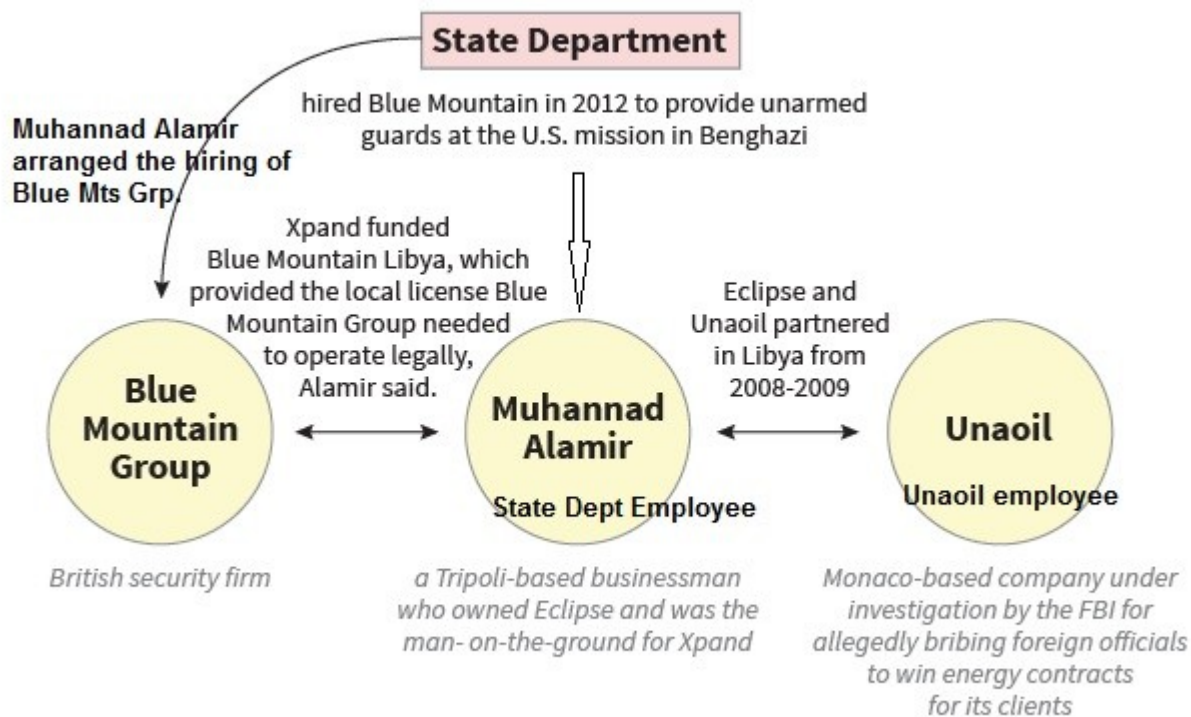 State Department
hired Blue Mountain in 2012 to provide unarmed
guards at the U.S. mission in Benghazi
Muhannad Alamir
arranged the hiring of
Blue Mts Grp.
Xpand funded
Blue Mountain Libya, which
provided the local license Blue
Mountain Group needed
to operate legally,
Alamir said.
Eclipse and
Unaoil partnered
in Libya from
2008-2009
Blue
Mountain
Group
Muhannad
Alamir
State Dept Employee
Unaoil
Unaoil employee
British security firm
a Tripoli-based businessman
who owned Eclipse and was the
man- on-the-ground for Xpand
Monaco-based company under
investigation by the FBI for
allegedly bribing foreign officials
to win energy contracts
for its clients